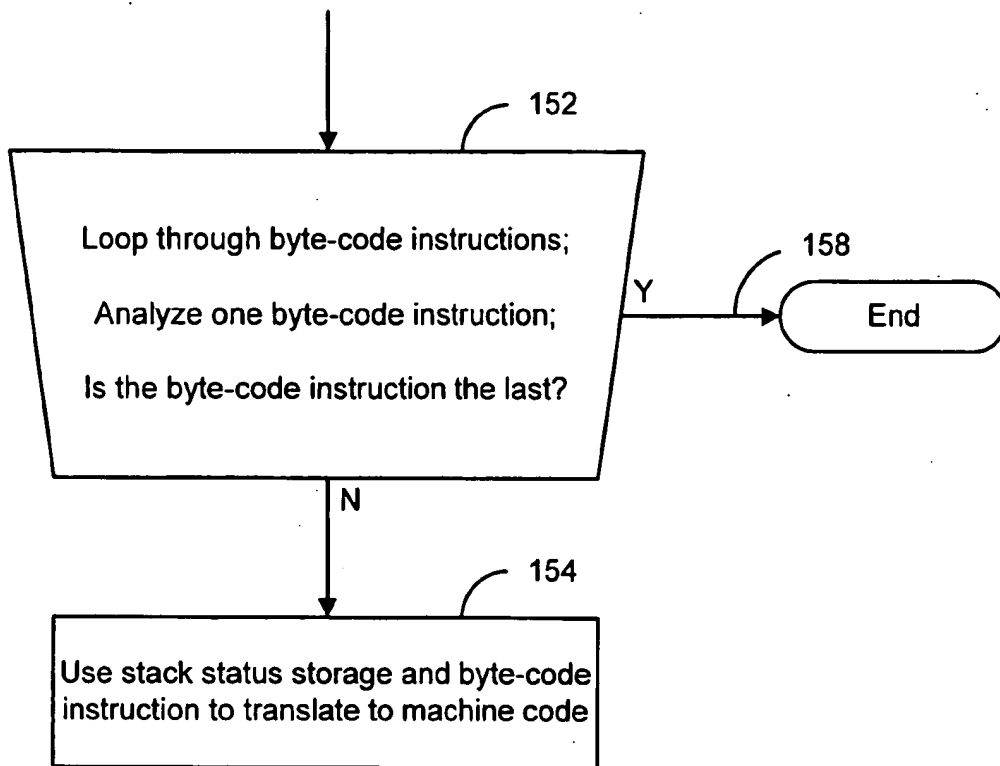 152
Loop through byte-code instructions;
158
Y
Analyze one byte-code instruction;
End
Is the byte-code instruction the last?
N
154
Use stack status storage and byte-code
instruction to translate to machine code